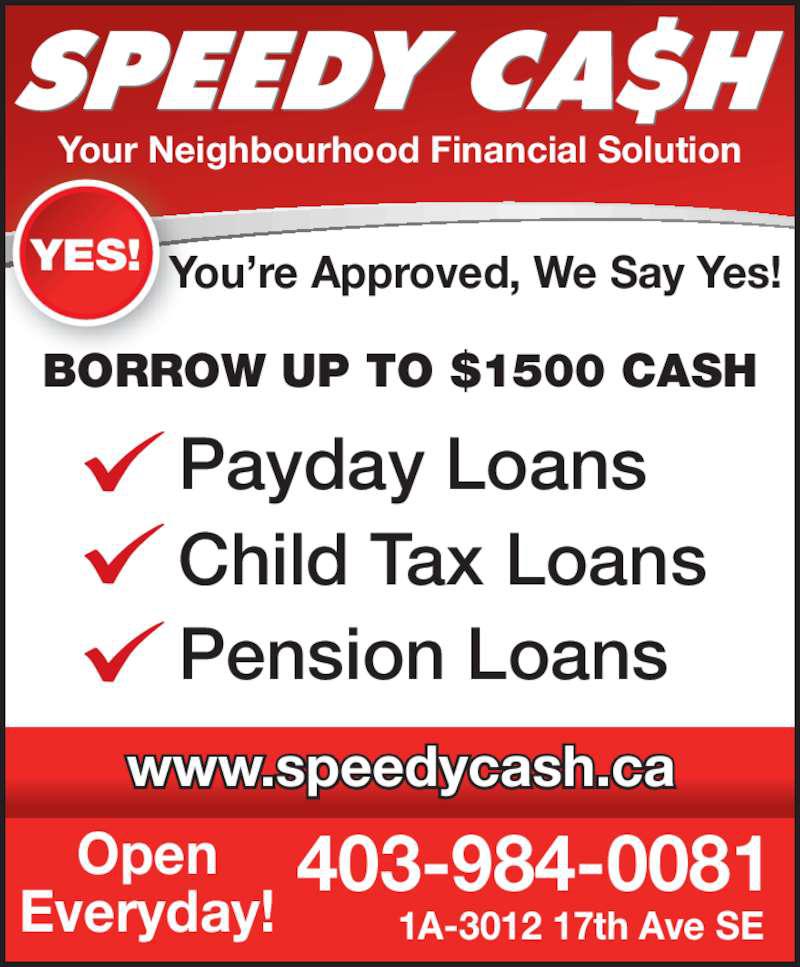 SPEEDY CA$H
Your Neighbourhood Financial Solution
YES!
You’re Approved, We Say Yes!
BORROW UP TO $1500 CASH
Payday Loans
Child Tax Loans
Pension Loans
www.speedycash.ca
Open
Everyday!
403-984-0081
1A-3012 17th Ave SE